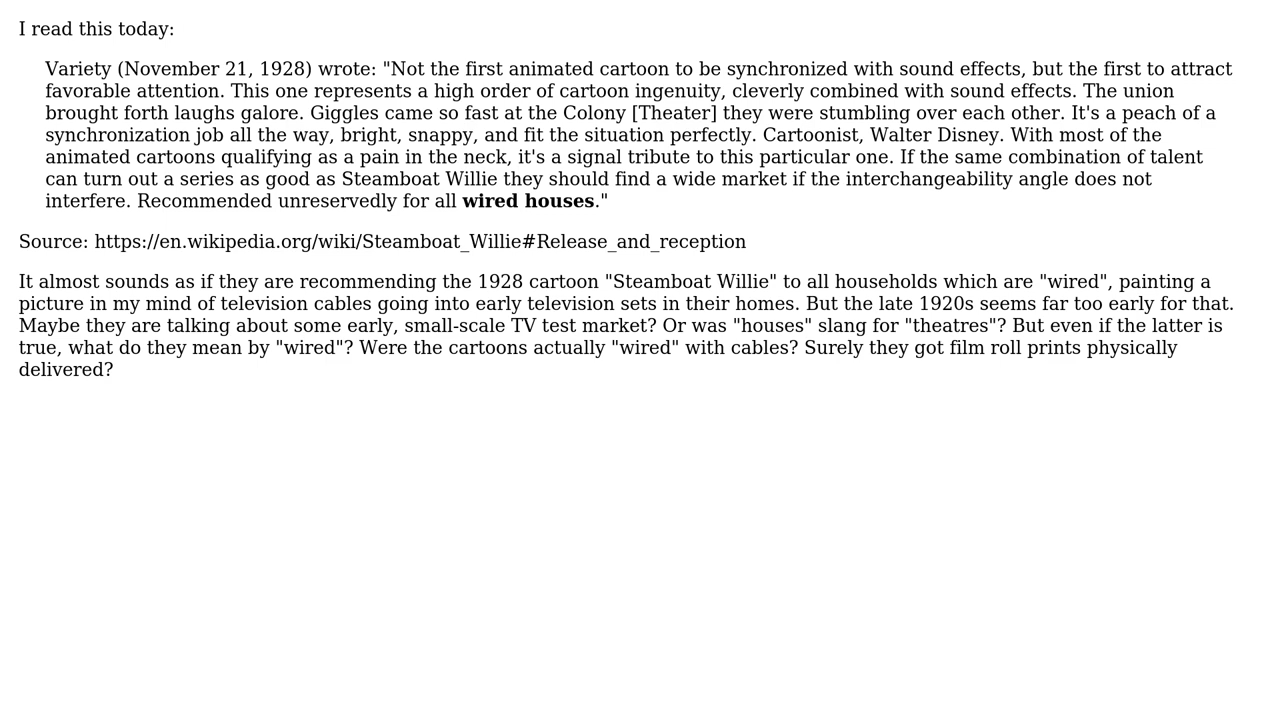 I read this today:
Variety (November 21, 1928) wrote: "Not the first animated cartoon to be synchronized with sound effects, but the first to attract
favorable attention. This one represents a high order of cartoon ingenuity, cleverly combined with sound effects. The union
brought forth laughs galore. Giggles came so fast at the Colony [Theater] they were stumbling over each other. It's a peach of a
synchronization job all the way, bright, snappy, and fit the situation perfectly. Cartoonist, Walter Disney. With most of the
animated cartoons qualifying as a pain in the neck, it's a signal tribute to this particular one. If the same combination of talent
can turn out a series as good as Steamboat Willie they should find a wide market if the interchangeability angle does not
interfere. Recommended unreservedly for all wired houses."
Source: https://en.wikipedia.org/wiki/Steamboat_Willie#Release_and_reception
It almost sounds as if they are recommending the 1928 cartoon "Steamboat Willie" to all households which are "wired", painting a
picture in my mind of television cables going into early television sets in their homes. But the late 1920s seems far too early for that.
Maybe they are talking about some early, small-scale TV test market? Or was "houses" slang for "theatres"? But even if the latter is
true, what do they mean by "wired"? Were the cartoons actually "wired" with cables? Surely they got film roll prints physically
delivered?